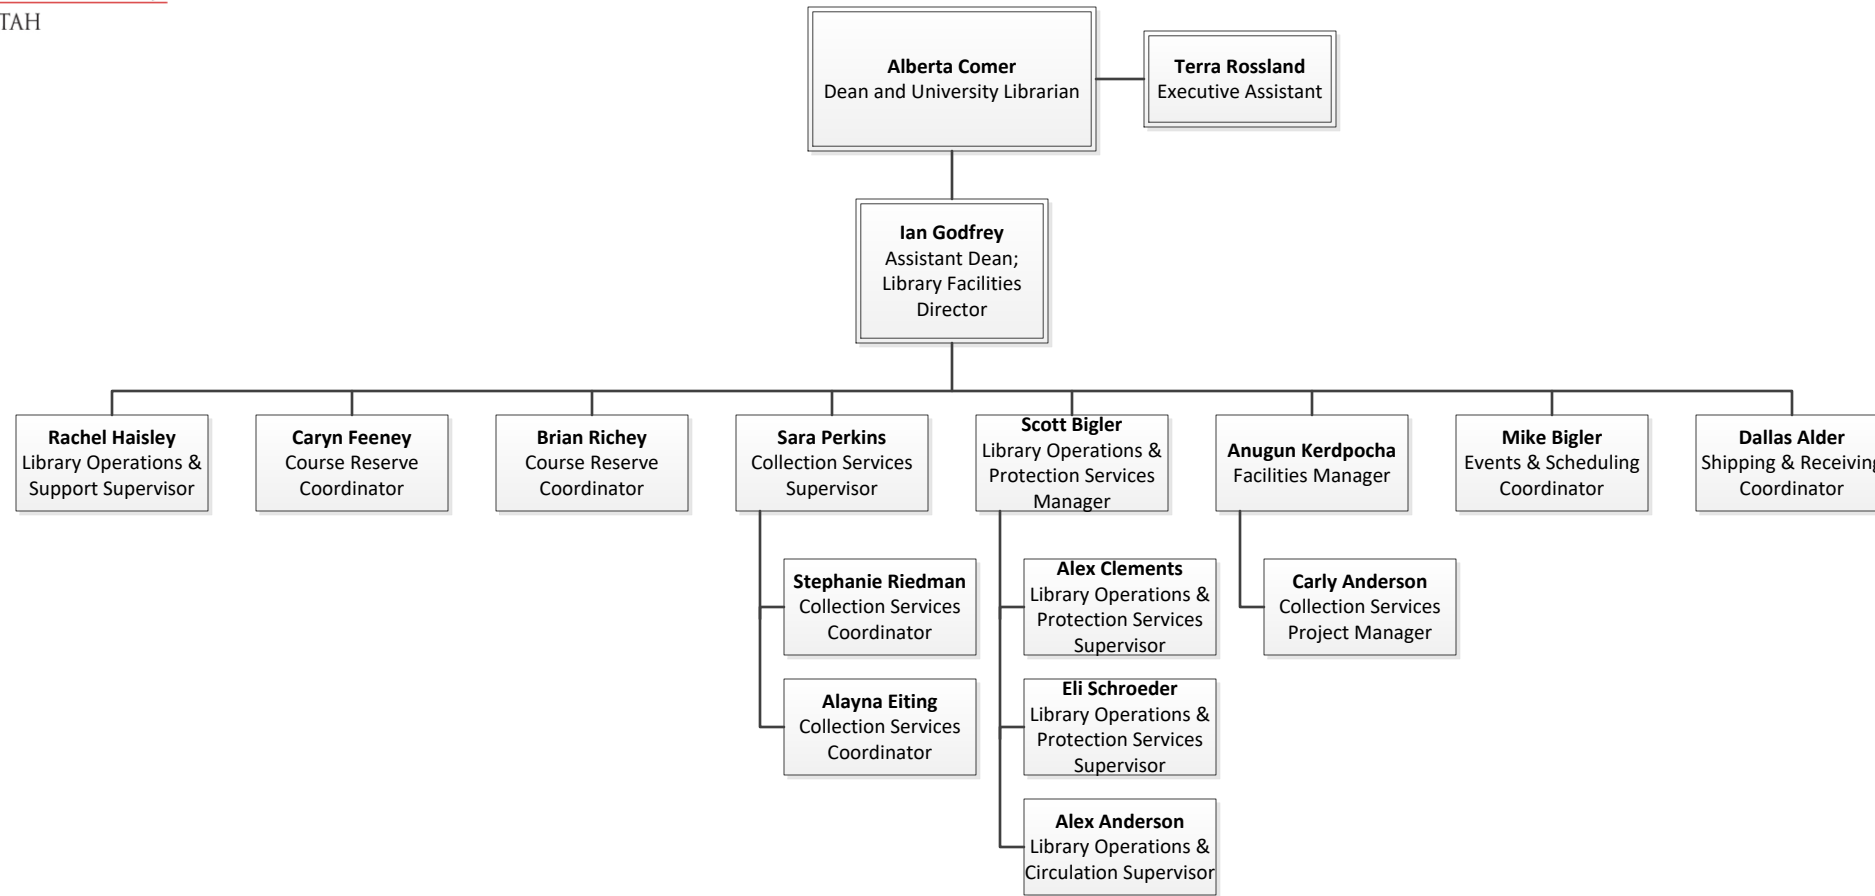 TAH
Alberta Comer
Dean and University Librarian
Terra Rossland
Executive Assistant
Ian Godfrey
Assistant Dean;
Library Facilities
Director
Rachel Haisley
Library Operations &
Support Supervisor
Caryn Feeney
Course Reserve
Coordinator
Brian Richey
Course Reserve
Coordinator
Sara Perkins
Collection Services
Supervisor
Scott Bigler
Library Operations &
Protection Services
Manager
Anugun Kerdpocha
Facilities Manager
Mike Bigler
Events & Scheduling
Coordinator
Dallas Alder
Shipping & Receiving
Coordinator
Stephanie Riedman
Collection Services
Coordinator
Alayna Eiting
Collection Services
Coordinator
Alex Clements
Library Operations &
Protection Services
Supervisor
Eli Schroeder
Library Operations &
Protection Services
Supervisor
Alex Anderson
Library Operations &
Circulation Supervisor
Carly Anderson
Collection Services
Project Manager